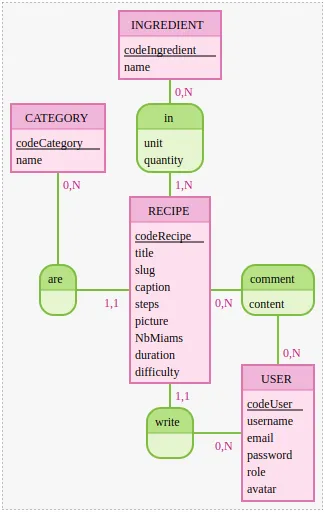 INGREDIENT
codeIngredient
name
0,N
in
unit
quantity
1,N
CATEGORY
codeCategory
name
0,N
are
1,1
RECIPE
codeRecipe
title
slug
caption
steps
picture
NbMiams
duration
difficulty
0,N
comment
content
0,N
1,1
write
0,N
USER
codeUser
username
email
password
role
avatar